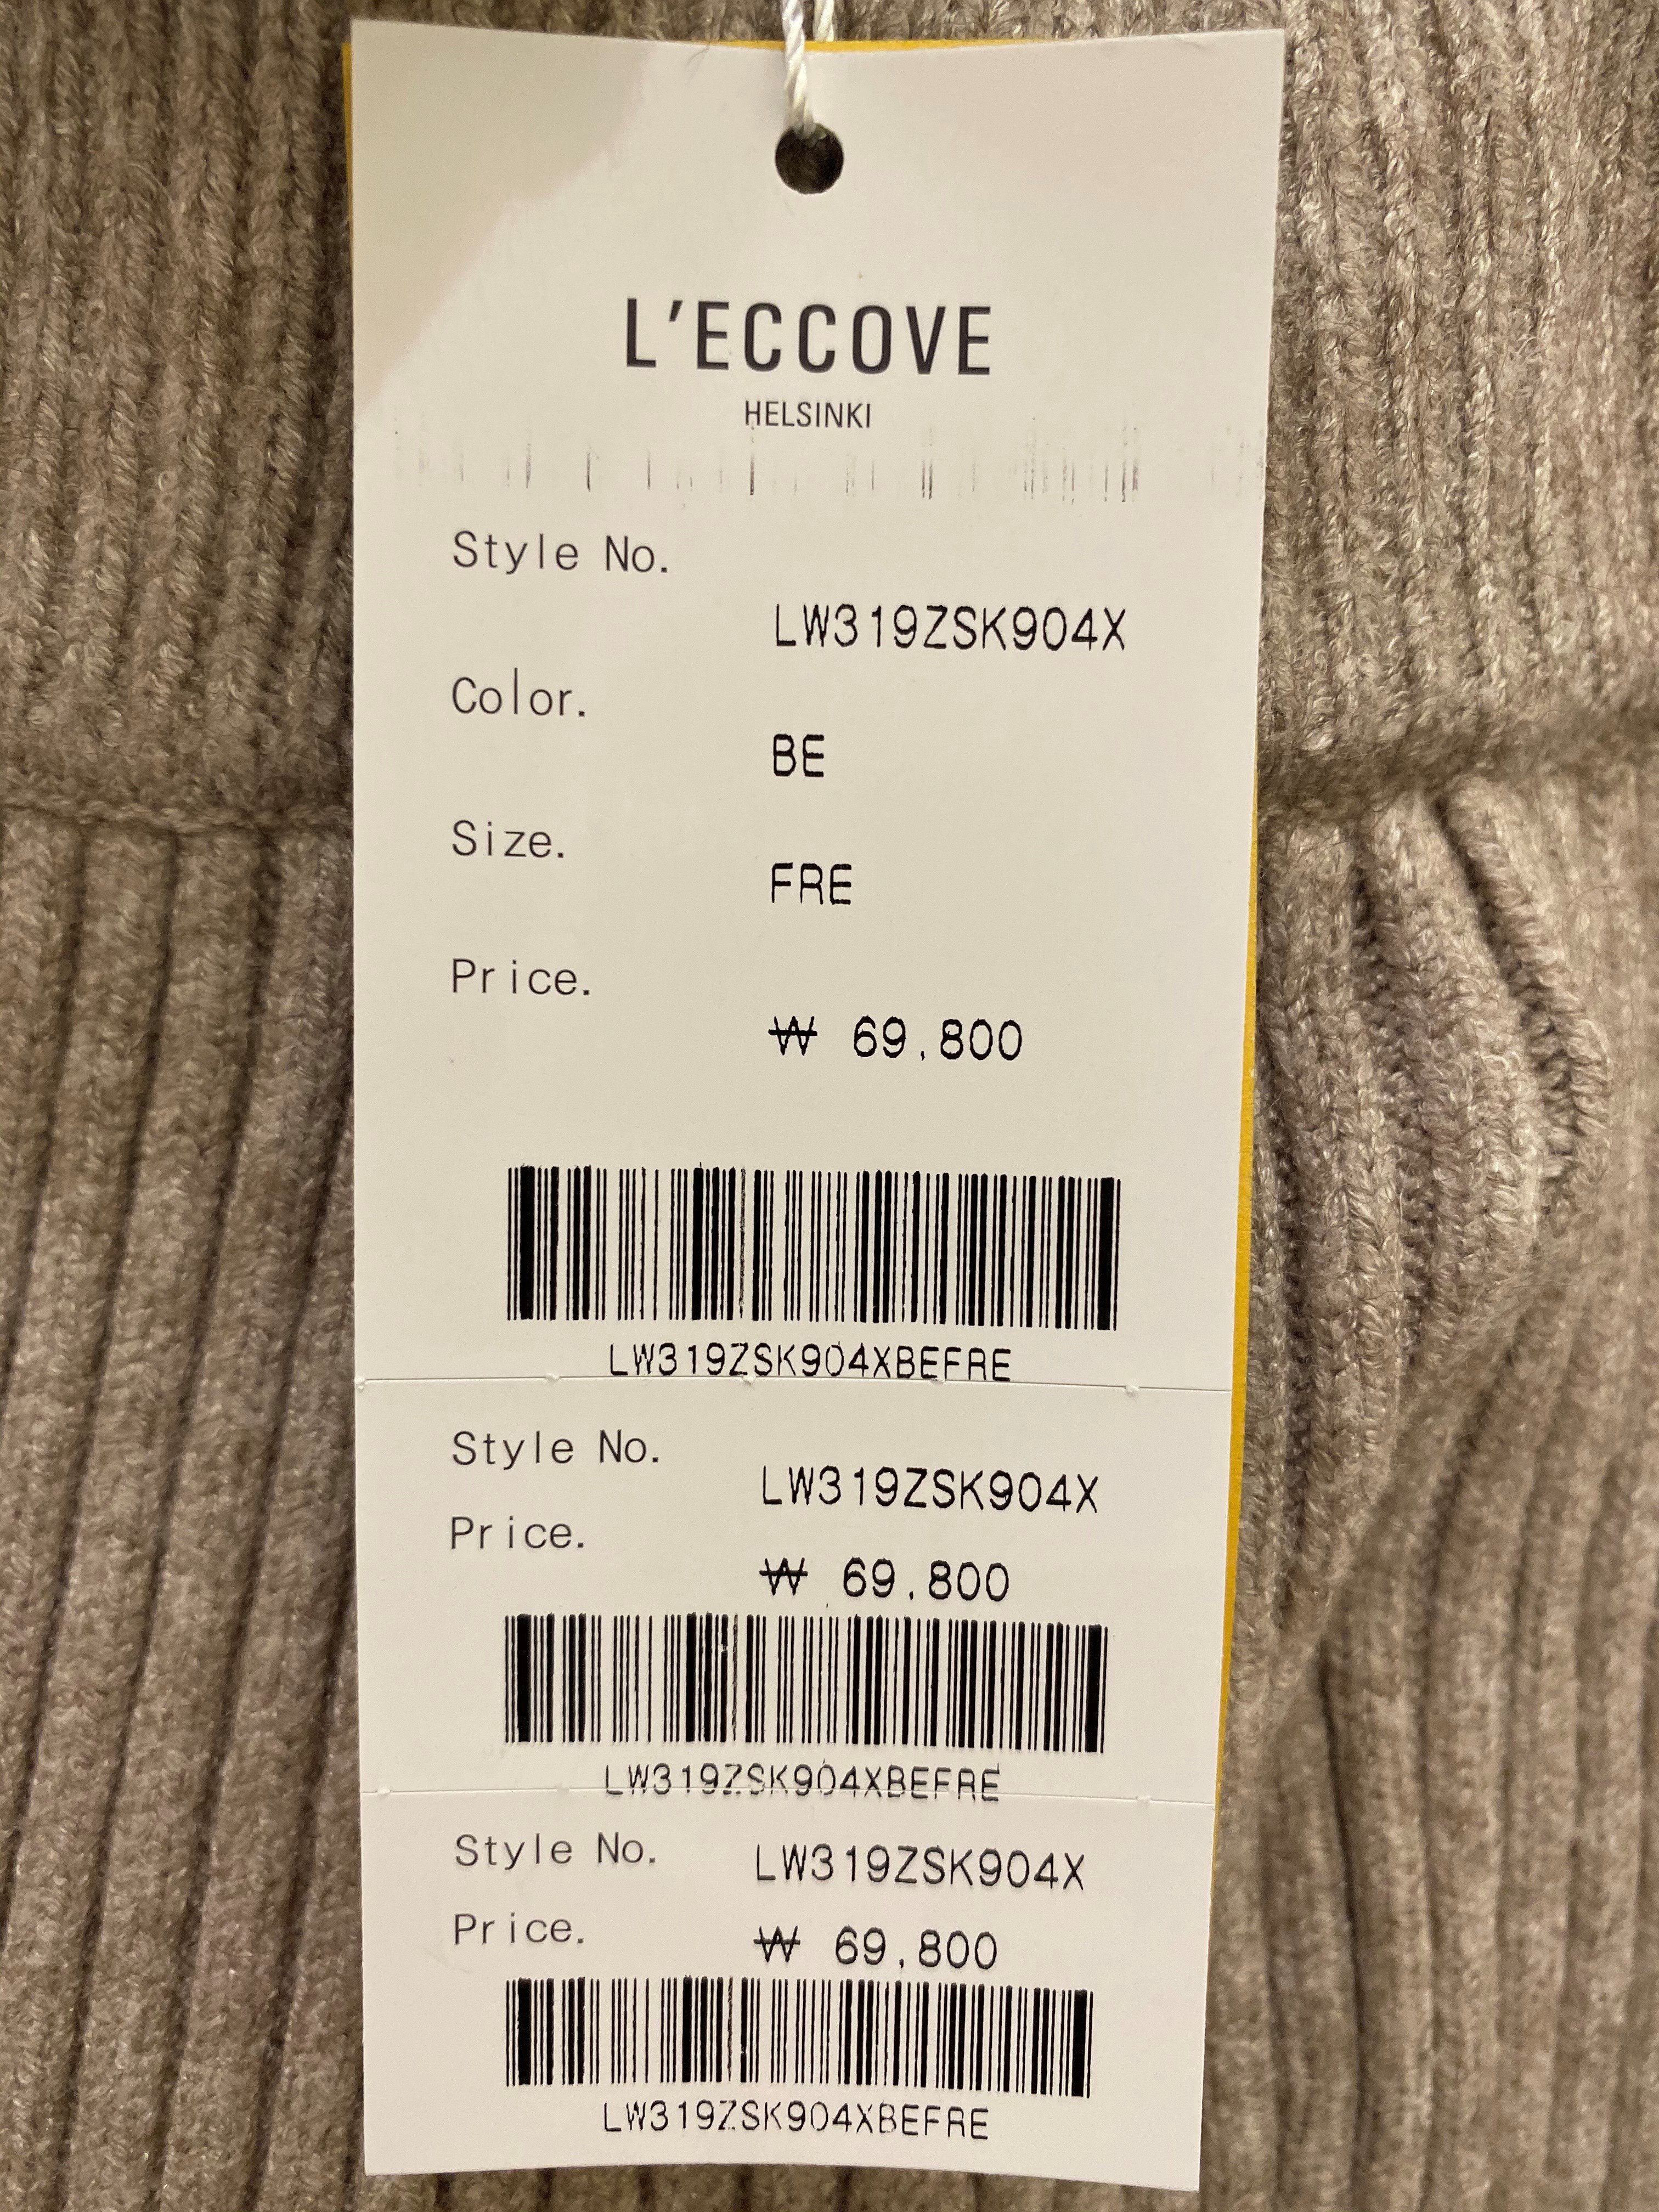 L'ECCOVE
HELSINKI
Style No.
LW319ZSK904X
Color.
BE
Size.
FRE
Price.
₩ 69,800
LW319ZSK904XBEFRE
Style No.
LW319ZSK904X
Price.
₩ 69,800
LW319ZSK904XBEFRE
Style No.
LW319ZSK904X
Price.
₩ 69,800
LW319ZSK904XBEFRE